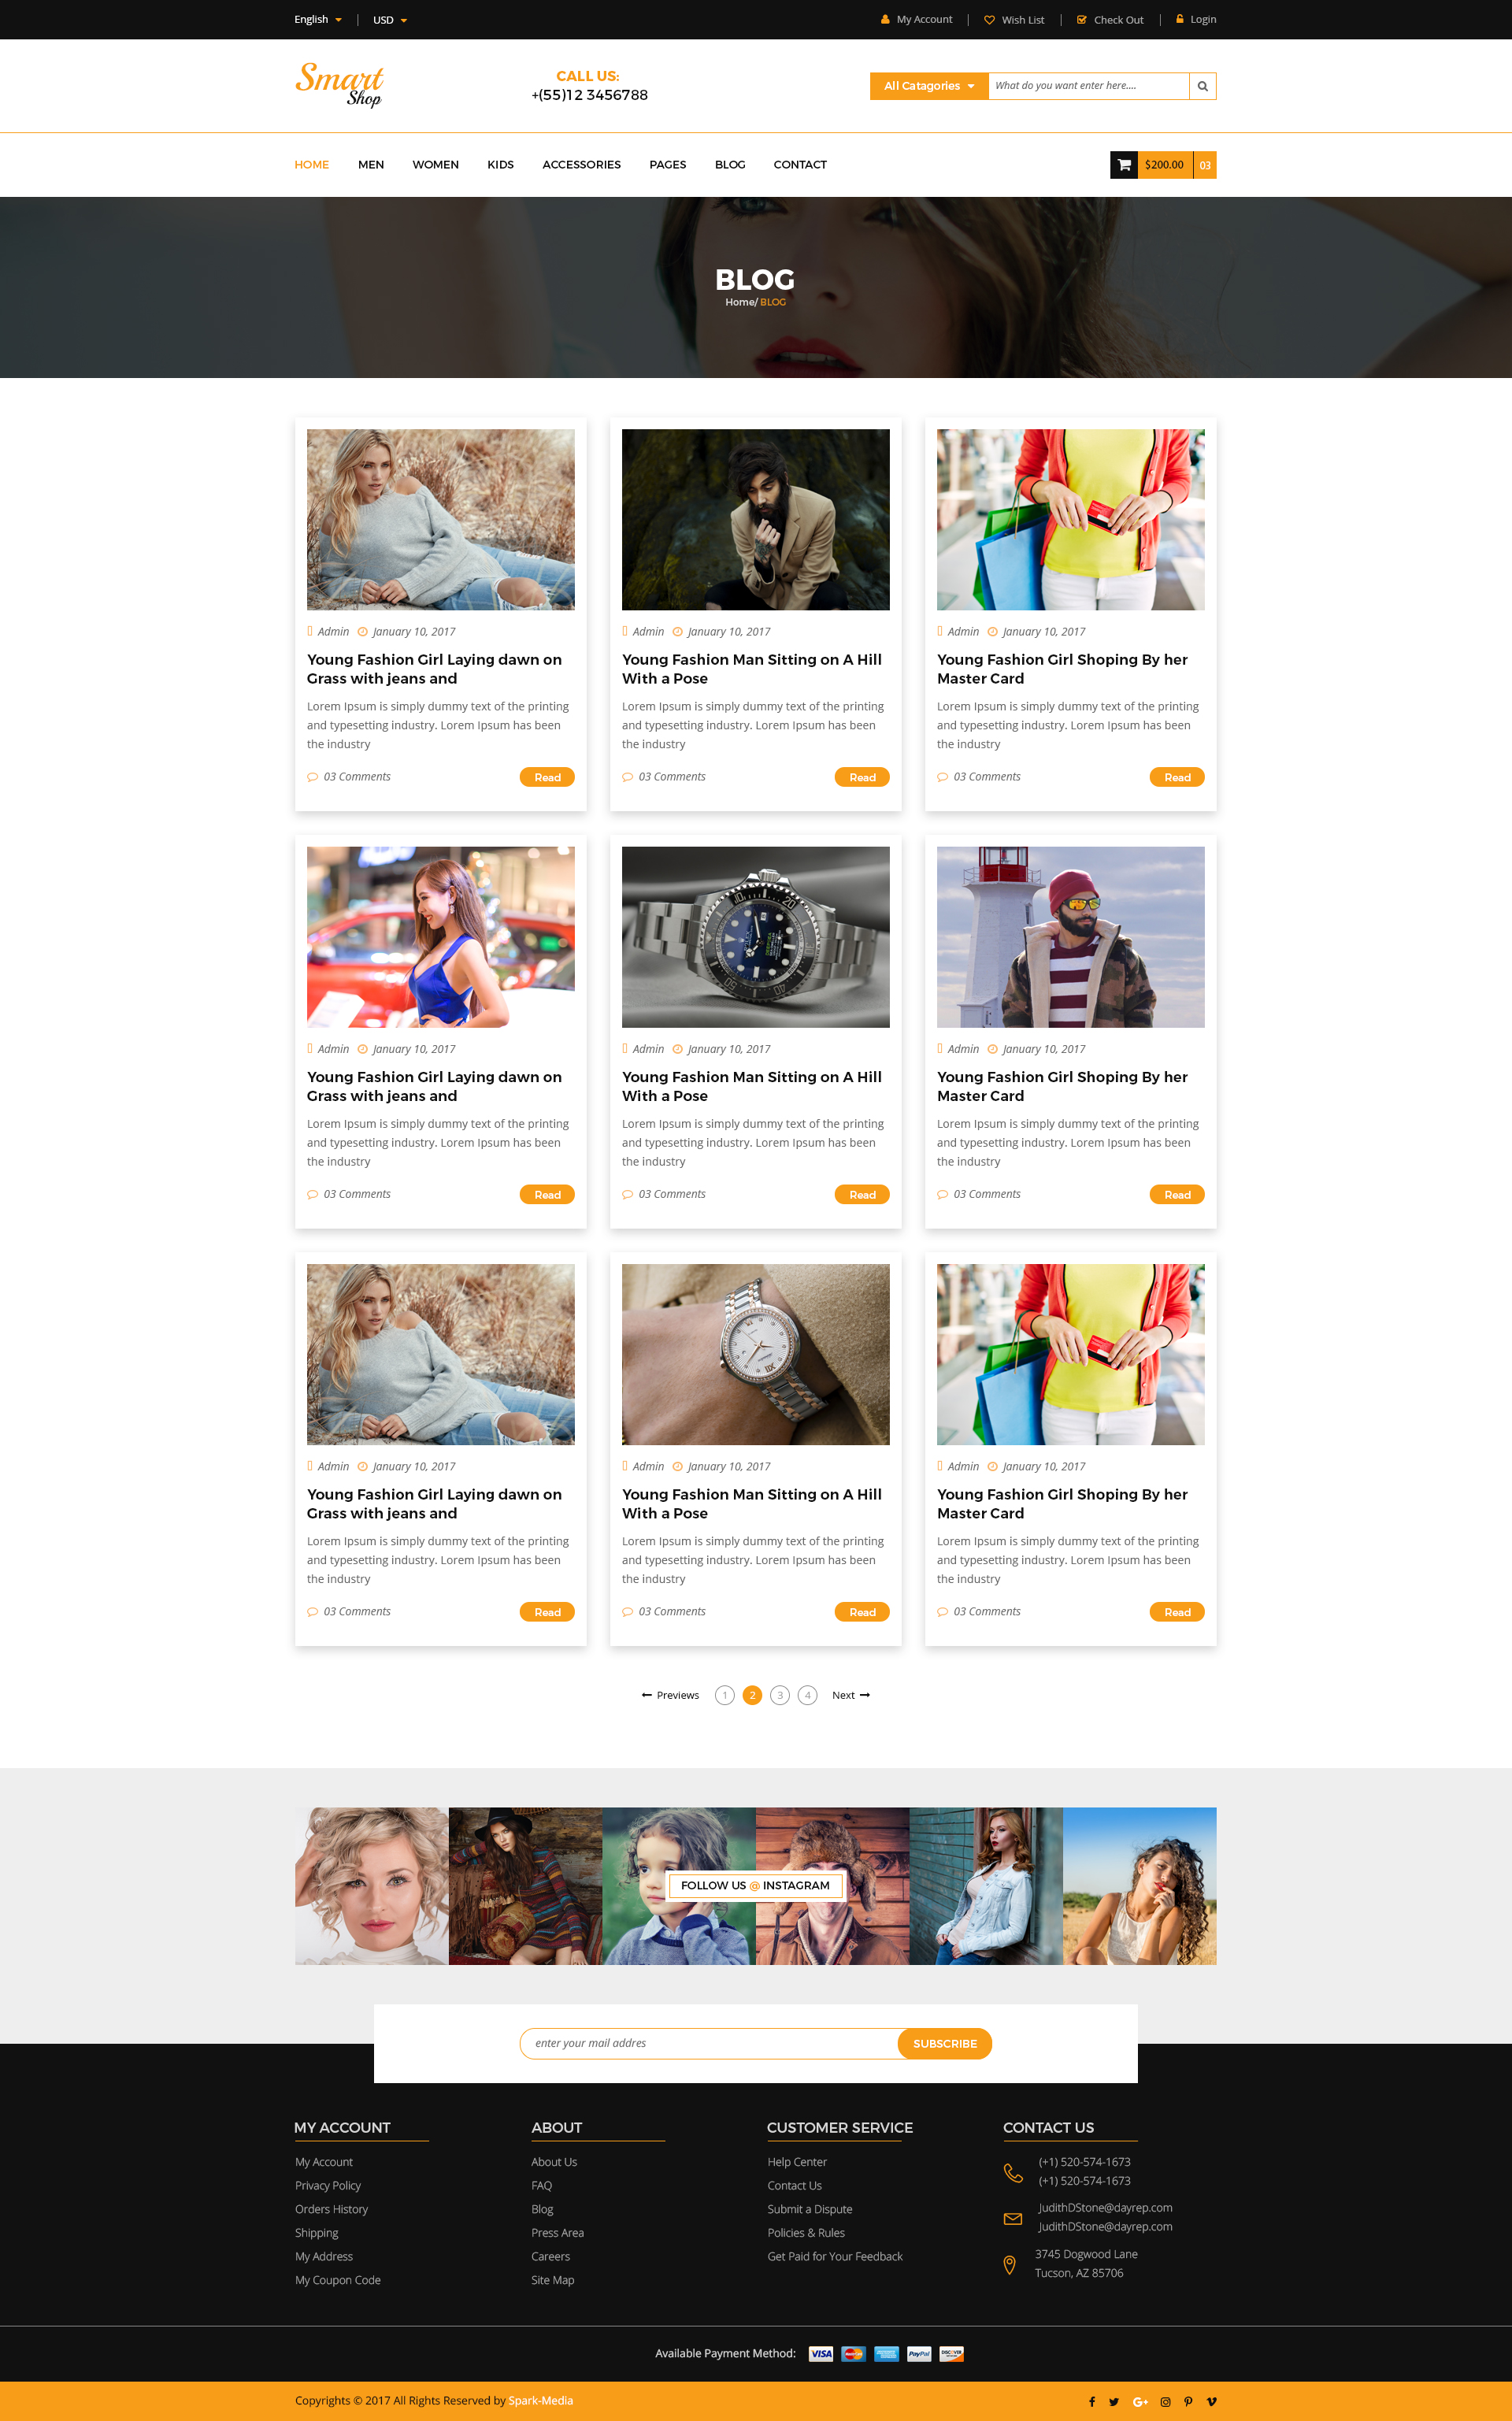 English USD My Account Wish List Check Out Login
Smart Shop
CALL US:
+(55)12 3456788
All Catagories What do you want enter here....
HOME MEN WOMEN KIDS ACCESSORIES PAGES BLOG CONTACT
$200.00 03
BLOG
Home/ BLOG
Admin January 10, 2017
Young Fashion Girl Laying dawn on
Grass with jeans and
Lorem Ipsum is simply dummy text of the printing
and typesetting industry. Lorem Ipsum has been
the industry
03 Comments Read
Admin January 10, 2017
Young Fashion Man Sitting on A Hill
With a Pose
Lorem Ipsum is simply dummy text of the printing
and typesetting industry. Lorem Ipsum has been
the industry
03 Comments Read
Admin January 10, 2017
Young Fashion Girl Shoping By her
Master Card
Lorem Ipsum is simply dummy text of the printing
and typesetting industry. Lorem Ipsum has been
the industry
03 Comments Read
Admin January 10, 2017
Young Fashion Girl Laying dawn on
Grass with jeans and
Lorem Ipsum is simply dummy text of the printing
and typesetting industry. Lorem Ipsum has been
the industry
03 Comments Read
Admin January 10, 2017
Young Fashion Man Sitting on A Hill
With a Pose
Lorem Ipsum is simply dummy text of the printing
and typesetting industry. Lorem Ipsum has been
the industry
03 Comments Read
Admin January 10, 2017
Young Fashion Girl Shoping By her
Master Card
Lorem Ipsum is simply dummy text of the printing
and typesetting industry. Lorem Ipsum has been
the industry
03 Comments Read
Admin January 10, 2017
Young Fashion Girl Laying dawn on
Grass with jeans and
Lorem Ipsum is simply dummy text of the printing
and typesetting industry. Lorem Ipsum has been
the industry
03 Comments Read
Admin January 10, 2017
Young Fashion Man Sitting on A Hill
With a Pose
Lorem Ipsum is simply dummy text of the printing
and typesetting industry. Lorem Ipsum has been
the industry
03 Comments Read
Admin January 10, 2017
Young Fashion Girl Shoping By her
Master Card
Lorem Ipsum is simply dummy text of the printing
and typesetting industry. Lorem Ipsum has been
the industry
03 Comments Read
Previews 1 2 3 4 Next
FOLLOW US @ INSTAGRAM
enter your mail addres SUBSCRIBE
MY ACCOUNT
My Account
Privacy Policy
Orders History
Shipping
My Address
My Coupon Code
ABOUT
About Us
FAQ
Blog
Press Area
Careers
Site Map
CUSTOMER SERVICE
Help Center
Contact Us
Submit a Dispute
Policies & Rules
Get Paid for Your Feedback
CONTACT US
(+1) 520-574-1673
(+1) 520-574-1673
JudithDStone@dayrep.com
JudithDStone@dayrep.com
3745 Dogwood Lane
Tucson, AZ 85706
Available Payment Method: VISA MasterCard PayPal DISCOVER
Copyrights © 2017 All Rights Reserved by Spark-Media